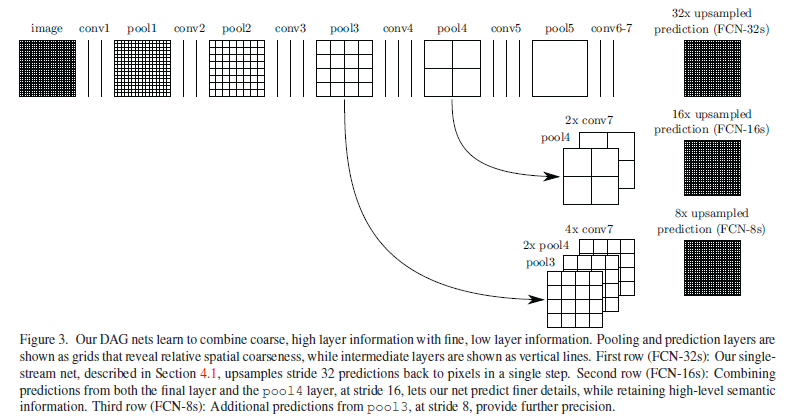 32x upsampled
image conv1 pool1 conv2 pool2 conv3 pool3 conv4 pool4 conv5 pool5 conv6-7 prediction (FCN-32s)
16x upsampled
2x conv7 prediction (FCN-16s)
pool4
8x upsampled
4x conv7 prediction (FCN-8s)
2x pool4
pool3
Figure 3. Our DAG nets learn to combine coarse, high layer information with fine, low layer information. Pooling and prediction layers are
shown as grids that reveal relative spatial coarseness, while intermediate layers are shown as vertical lines. First row (FCN-32s): Our single-
stream net, described in Section 4.1, upsamples stride 32 predictions back to pixels in a single step. Second row (FCN-16s): Combining
predictions from both the final layer and the pool4 layer, at stride 16, lets our net predict finer details, while retaining high-level semantic
information. Third row (FCN-8s): Additional predictions from pool3, at stride 8, provide further precision.